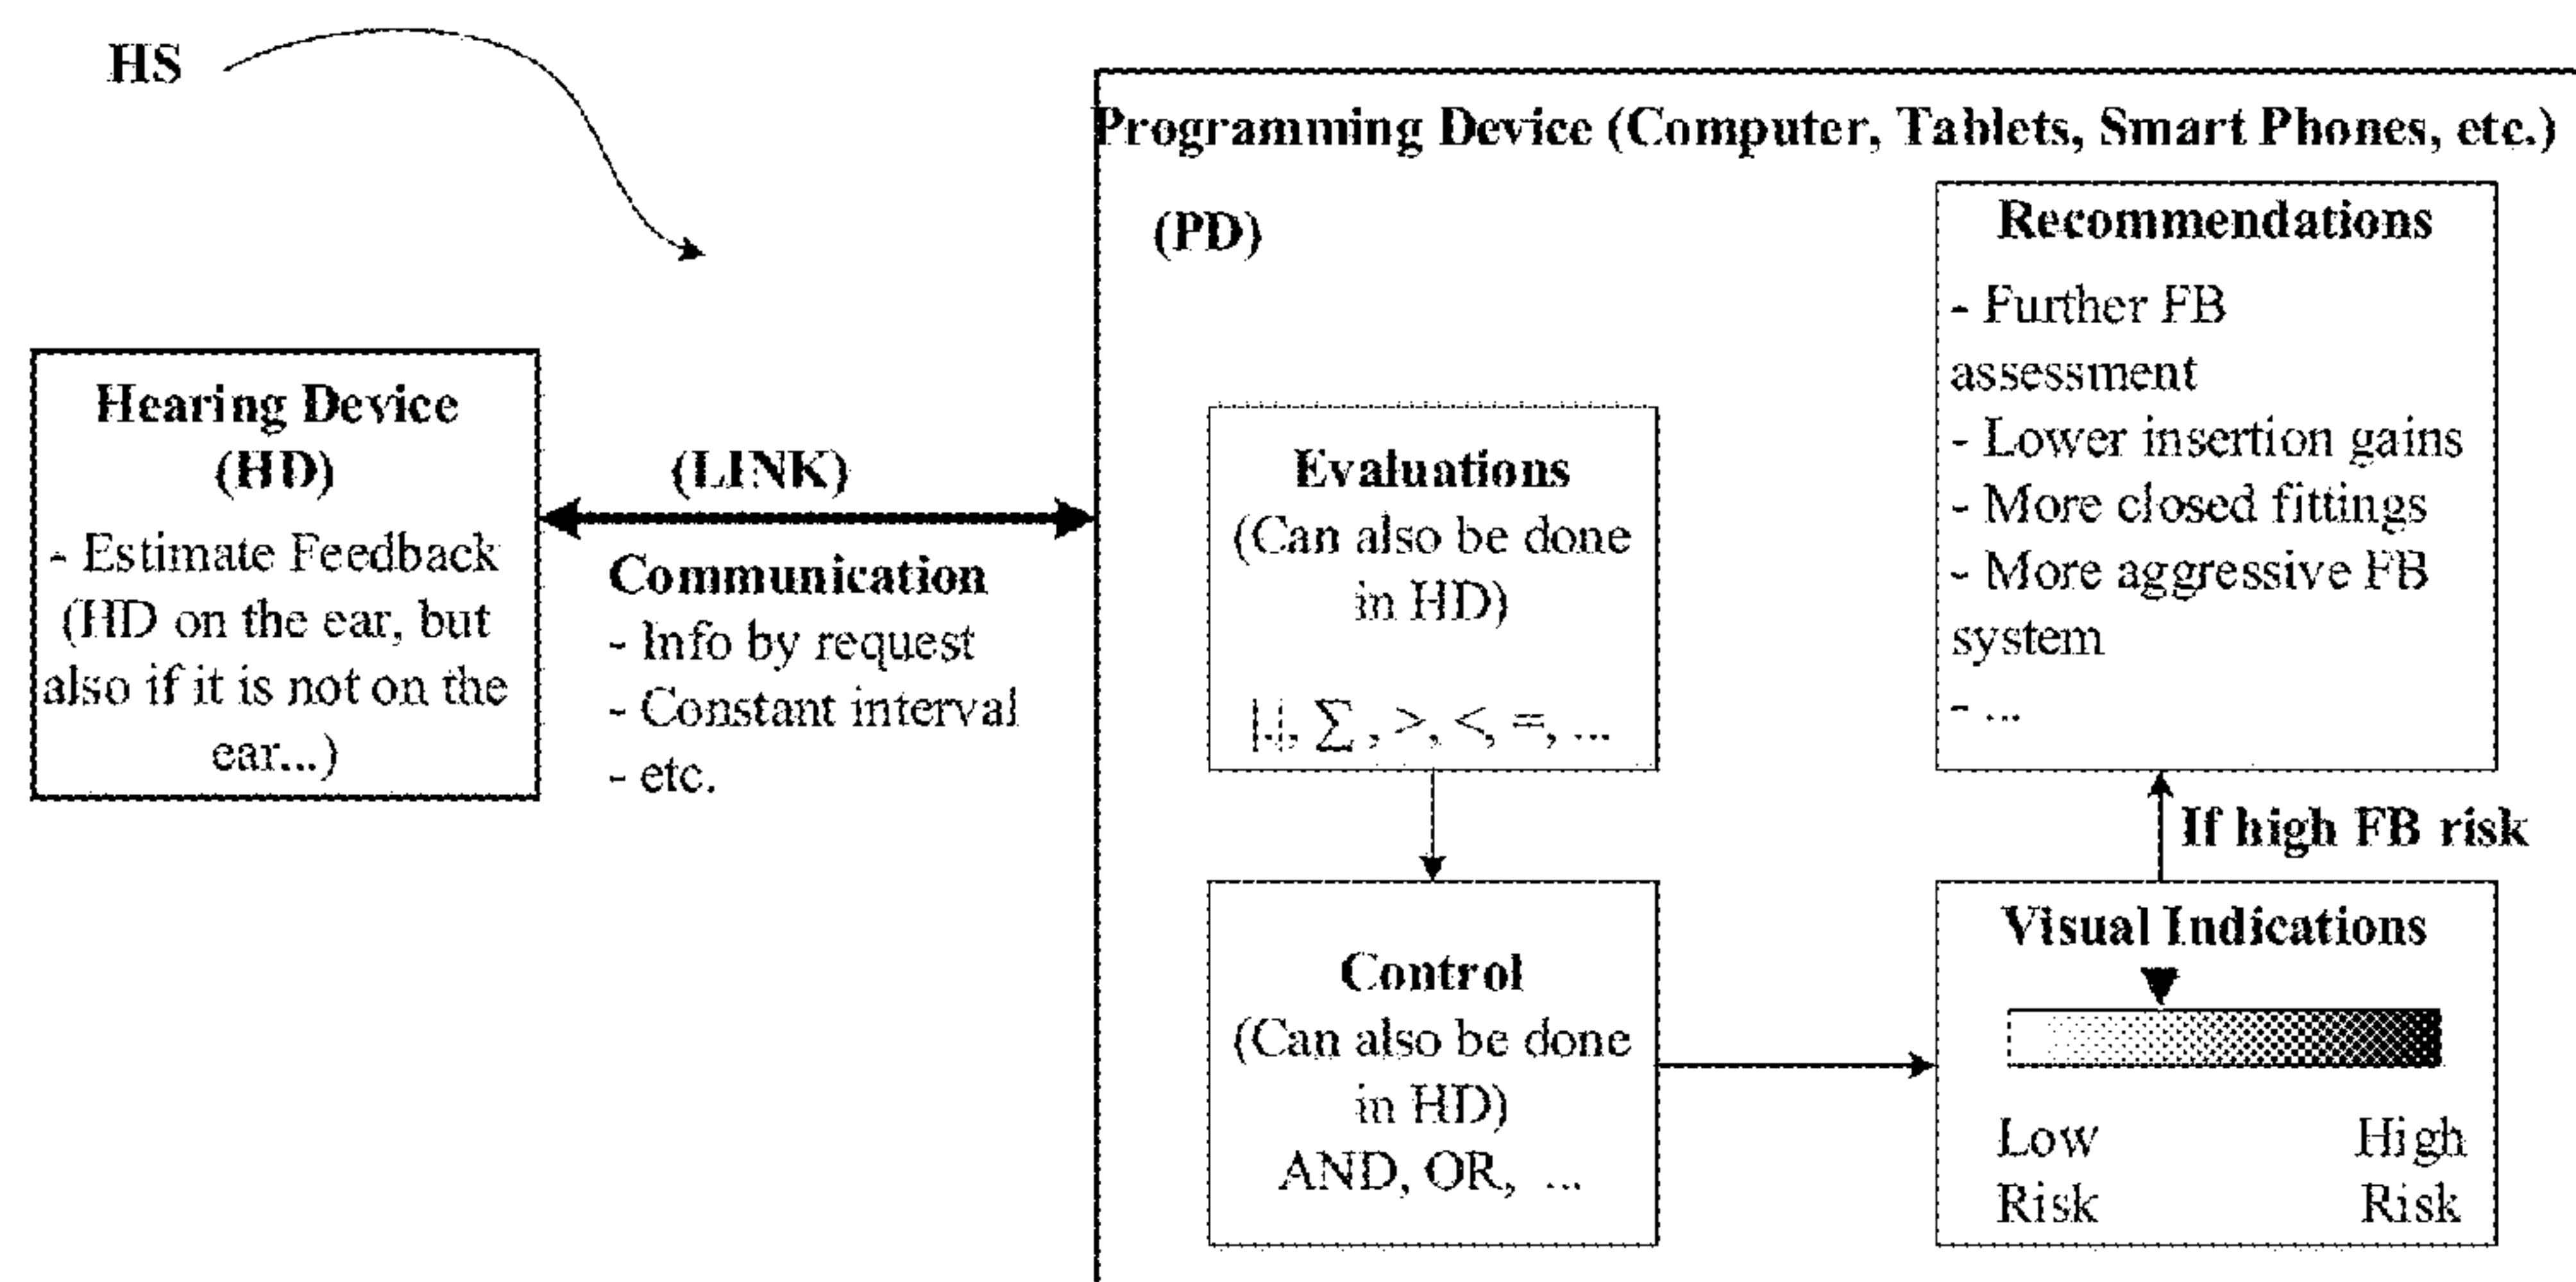 HS
Programming Device (Computer, Tablets, Smart Phones, etc.)
(PD)
Hearing Device
(HD)
- Estimate Feedback
(HD on the ear, but
also if it is not on the
ear...)
(LINK)
Communication
- Info by request
- Constant interval
- etc.
Evaluations
(Can also be done
in HD)
|.|, ∑, >, <, =, ...
Control
(Can also be done
in HD)
AND, OR, ...
Recommendations
- Further FB
assessment
- Lower insertion gains
- More closed fittings
- More aggressive FB
system
- ...
If high FB risk
Visual Indications
Low High
Risk Risk